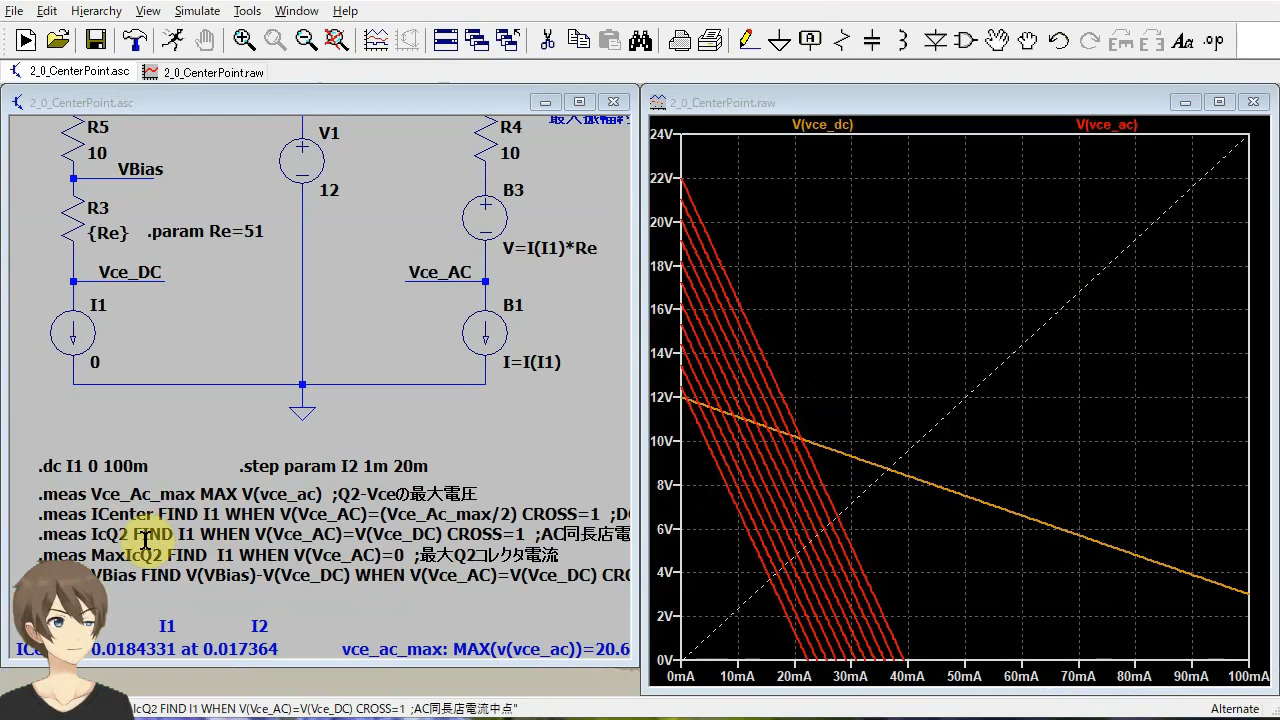 File Edit Hierarchy View Simulate Tools Window Help
2_0_CenterPoint.asc 2_0_CenterPoint.raw
2_0_CenterPoint.asc
R5
10
VBias
R3
{Re} .param Re=51
Vce_DC
I1
0
V1
12
R4
10
B3
V=I(I1)*Re
Vce_AC
B1
I=I(I1)
.dc I1 0 100m .step param I2 1m 20m
.meas Vce_Ac_max MAX V(vce_ac) ;Q2-Vceの最大電圧
.meas ICenter FIND I1 WHEN V(Vce_AC)=(Vce_Ac_max/2) CROSS=1 ;D
.meas IcQ2 FIND I1 WHEN V(Vce_AC)=V(Vce_DC) CROSS=1 ;AC同長店電
.meas MaxIcQ2 FIND I1 WHEN V(Vce_AC)=0 ;最大Q2コレクタ電流
VBias FIND V(VBias)-V(Vce_DC) WHEN V(Vce_AC)=V(Vce_DC) CRO
I1 I2
0.0184331 at 0.017364 vce_ac_max: MAX(v(vce_ac))=20.6
2_0_CenterPoint.raw
V(vce_dc) V(vce_ac)
24V
22V
20V
18V
16V
14V
12V
10V
8V
6V
4V
2V
0V
0mA 10mA 20mA 30mA 40mA 50mA 60mA 70mA 80mA 90mA 100mA
IcQ2 FIND I1 WHEN V(Vce_AC)=V(Vce_DC) CROSS=1 ;AC同長店電流中点"
Alternate